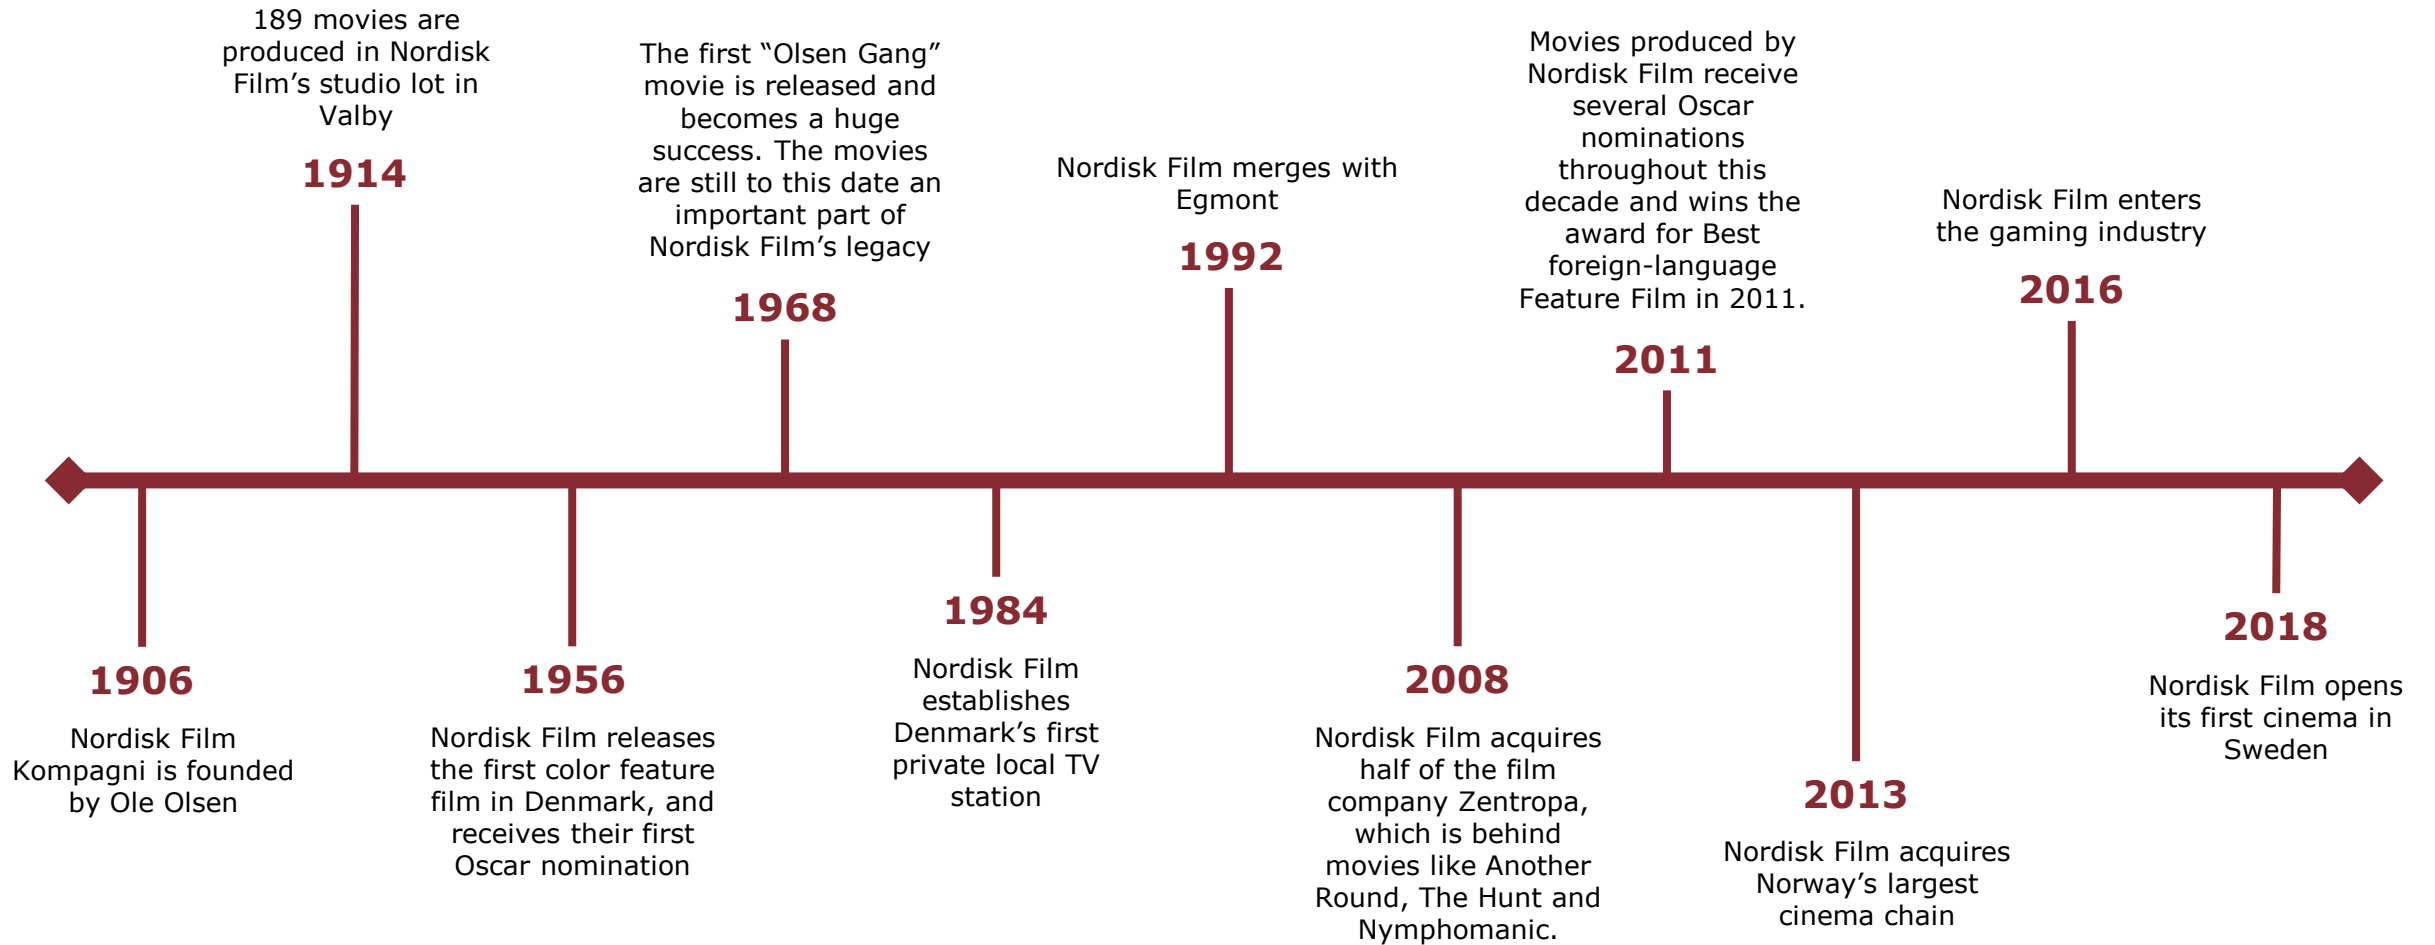 189 movies are
produced in Nordisk
Film’s studio lot in
Valby
1914
The first “Olsen Gang”
movie is released and
becomes a huge
success. The movies
are still to this date an
important part of
Nordisk Film’s legacy
1968
Nordisk Film merges with
Egmont
1992
Movies produced by
Nordisk Film receive
several Oscar
nominations
throughout this
decade and wins the
award for Best
foreign-language
Feature Film in 2011.
2011
Nordisk Film enters
the gaming industry
2016
1906
Nordisk Film
Kompagni is founded
by Ole Olsen
1956
Nordisk Film releases
the first color feature
film in Denmark, and
receives their first
Oscar nomination
1984
Nordisk Film
establishes
Denmark’s first
private local TV
station
2008
Nordisk Film acquires
half of the film
company Zentropa,
which is behind
movies like Another
Round, The Hunt and
Nymphomanic.
2013
Nordisk Film acquires
Norway’s largest
cinema chain
2018
Nordisk Film opens
its first cinema in
Sweden